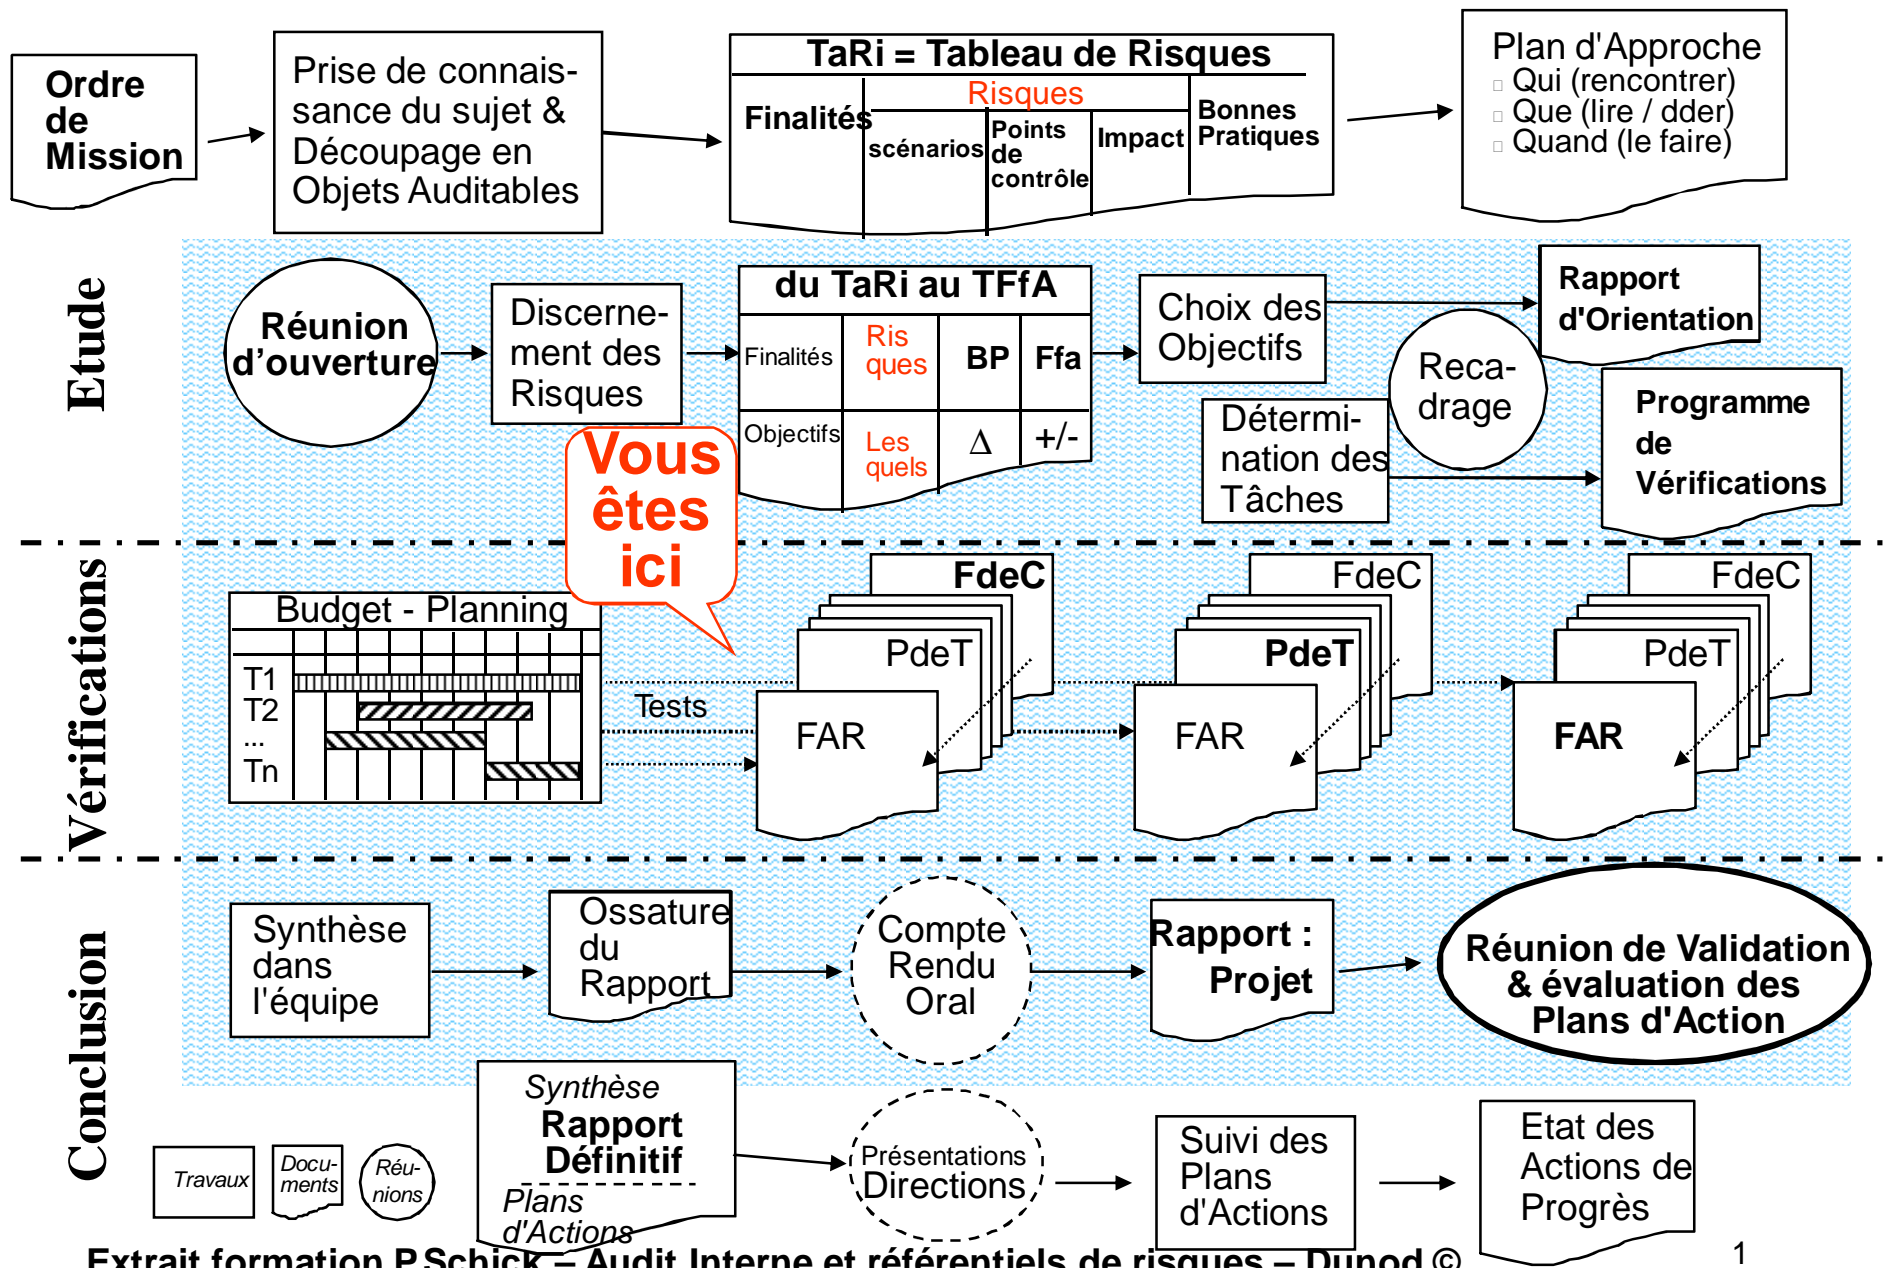 Ordre
de
Mission
Prise de connais-
sance du sujet &
Découpage en
Objets Auditables
TaRi = Tableau de Risques
Finalités
Risques
scénarios
Points
de
contrôle
Impact
Bonnes
Pratiques
Plan d'Approche
Qui (rencontrer)
Que (lire / dder)
Quand (le faire)
Etude
Réunion
d’ouverture
Discerne-
ment des
Risques
du TaRi au TFfA
Finalités
Ris
ques
BP
Ffa
Objectifs
Les
quels
Δ
+/-
Choix des
Objectifs
Reca-
drage
Rapport
d'Orientation
Détermi-
nation des
Tâches
Programme
de
Vérifications
Vous
êtes
ici
Vérifications
Budget - Planning
T1
T2
...
Tn
Tests
FdeC
PdeT
FAR
FdeC
PdeT
FAR
FdeC
PdeT
FAR
Conclusion
Synthèse
dans
l'équipe
Ossature
du
Rapport
Compte
Rendu
Oral
Rapport :
Projet
Réunion de Validation
& évaluation des
Plans d'Action
Travaux
Docu-
ments
Réu-
nions
Synthèse
Rapport
Définitif
Plans
d'Actions
Présentations
Directions
Suivi des
Plans
d'Actions
Etat des
Actions de
Progrès
Extrait formation P.Schick – Audit Interne et référentiels de risques – Dunod ©
1